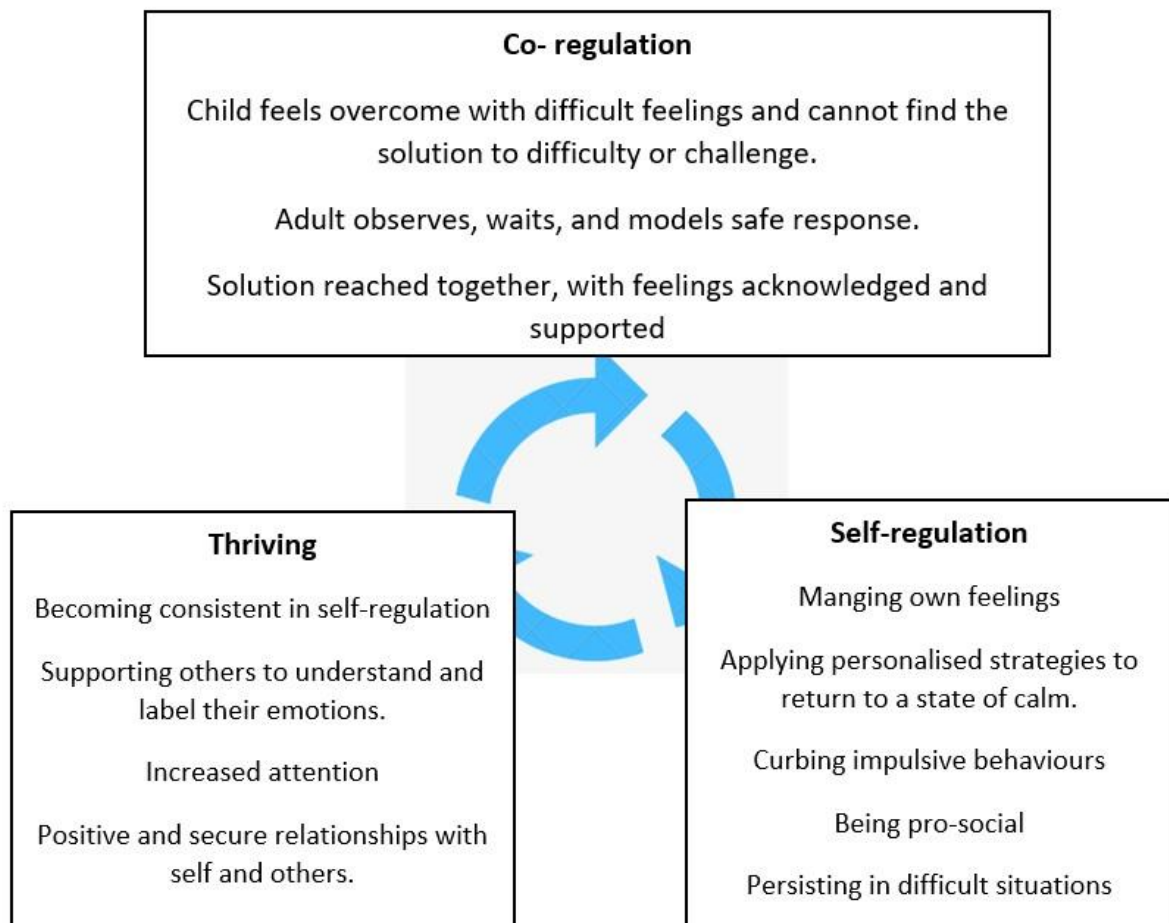 Co- regulation
Child feels overcome with difficult feelings and cannot find the
solution to difficulty or challenge.
Adult observes, waits, and models safe response.
Solution reached together, with feelings acknowledged and
supported
Thriving
Becoming consistent in self-regulation
Supporting others to understand and
label their emotions.
Increased attention
Positive and secure relationships with
self and others.
Self-regulation
Manging own feelings
Applying personalised strategies to
return to a state of calm.
Curbing impulsive behaviours
Being pro-social
Persisting in difficult situations